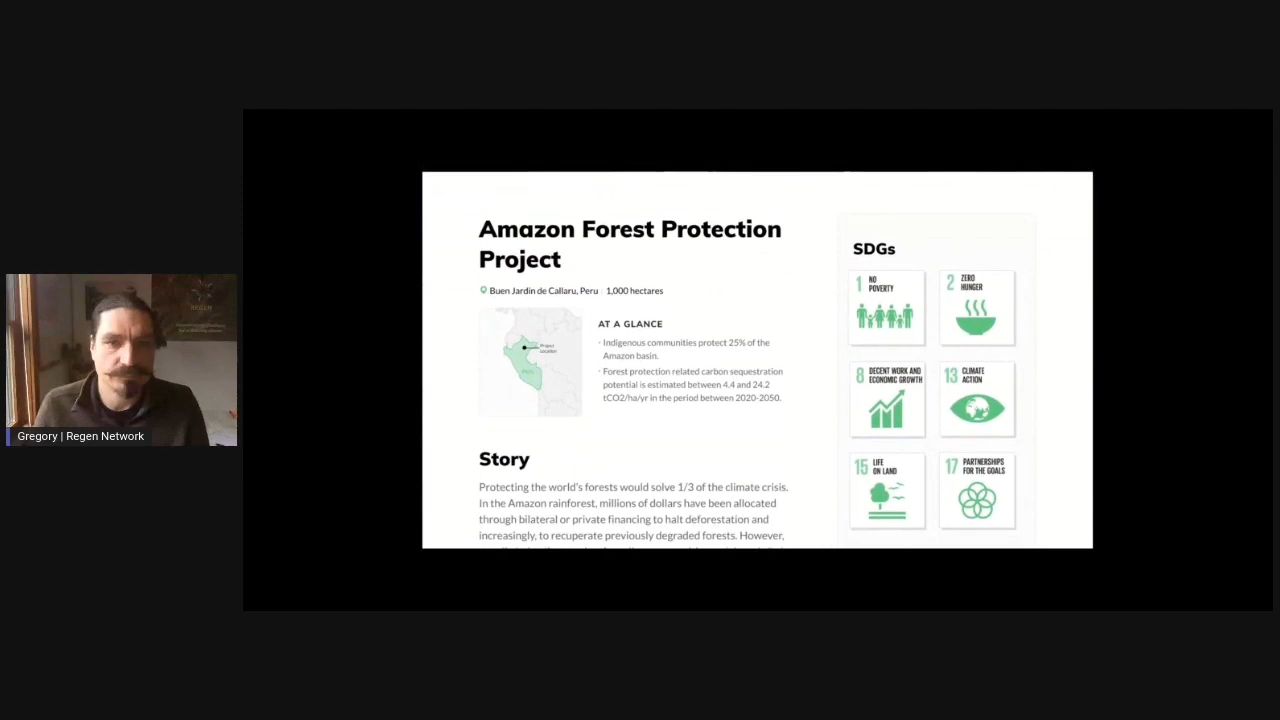 Amazon Forest Protection
Project
Buen Jardin de Callaru, Peru 1,000 hectares
Project
Location
PERU
AT A GLANCE
· Indigenous communities protect 25% of the
Amazon basin.
· Forest protection related carbon sequestration
potential is estimated between 4.4 and 24.2
tCO2/ha/yr in the period between 2020-2050.
Story
Protecting the world's forests would solve 1/3 of the climate crisis.
In the Amazon rainforest, millions of dollars have been allocated
through bilateral or private financing to halt deforestation and
increasingly, to recuperate previously degraded forests. However,
SDGs
1 NO
POVERTY
2 ZERO
HUNGER
8 DECENT WORK AND
ECONOMIC GROWTH
13 CLIMATE
ACTION
15 LIFE
ON LAND
17 PARTNERSHIPS
FOR THE GOALS
REGEN
Gregory | Regen Network